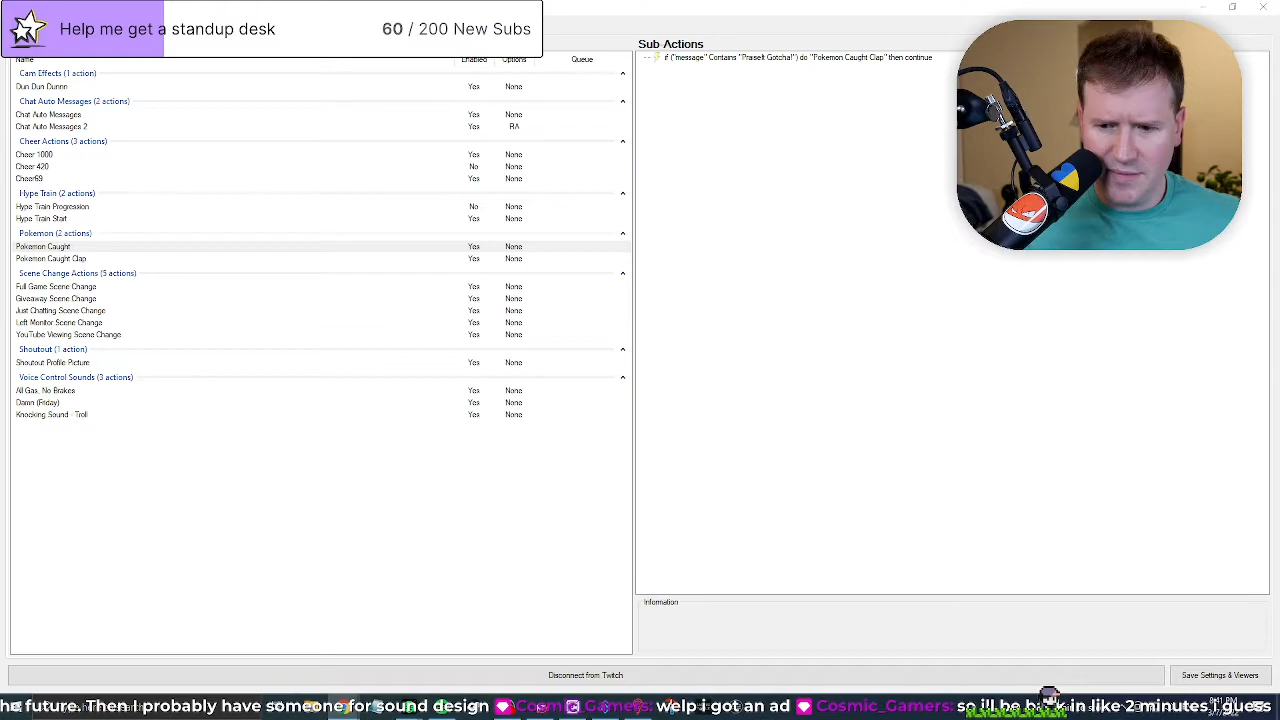 Help me get a standup desk 60 / 200 New Subs
Sub-Actions
Name Enabled Options Queue
if ("message" Contains "Praiselt Gotcha!") do "Pokemon Caught Clap" then continue
Cam Effects (1 action)
Dun Dun Dunnn Yes None
Chat Auto Messages (2 actions)
Chat Auto Messages Yes None
Chat Auto Messages 2 Yes RA
Cheer Actions (3 actions)
Cheer 1000 Yes None
Cheer 420 No None
Cheer69 Yes None
Hype Train (2 actions)
Hype Train Progression No None
Hype Train Start Yes None
Pokemon (2 actions)
Pokemon Caught Yes None
Pokemon Caught Clap Yes None
Scene Change Actions (5 actions)
Full Game Scene Change Yes None
Giveaway Scene Change Yes None
Just Chatting Scene Change Yes None
Left Monitor Scene Change Yes None
YouTube Viewing Scene Change Yes None
Shoutout (1 action)
Shoutout Profile Picture Yes None
Voice Control Sounds (3 actions)
All Gas, No Brakes Yes None
Damn (Friday) Yes None
Knocking Sound - Troll Yes None
Information
Disconnect from Twitch Save Settings & Viewers
he future. Then probably have someone for sound design Cosmic_Gamers: welp i got an ad Cosmic_Gamers: so ill be back in like 2 minutes i guess